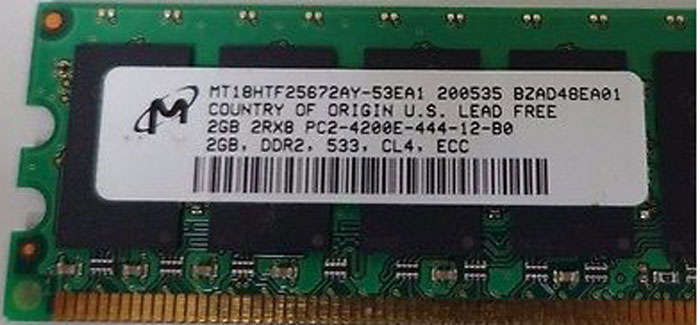 MT18HTF25672AY-53EA1 200535 BZAD48EA01
COUNTRY OF ORIGIN U.S. LEAD FREE
2GB 2RX8 PC2-4200E-444-12-B0
2GB, DDR2, 533, CL4, ECC